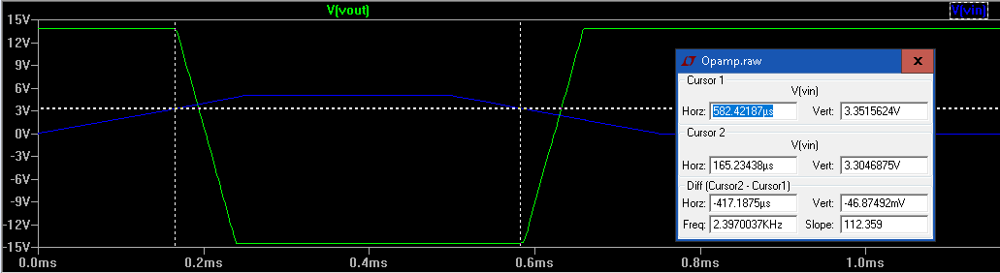 V(vout)
V(vin)
15V
12V
9V
6V
3V
0V
-3V
-6V
-9V
-12V
-15V
0.0ms
0.2ms
0.4ms
0.6ms
0.8ms
1.0ms
Opamp.raw
x
Cursor 1
V(vin)
Horz: 582.42187µs Vert: 3.3515624V
Cursor 2
V(vin)
Horz: 165.23438µs Vert: 3.3046875V
Diff (Cursor2 - Cursor1)
Horz: -417.1875µs Vert: -46.87492mV
Freq: 2.3970037KHz Slope: 112.359